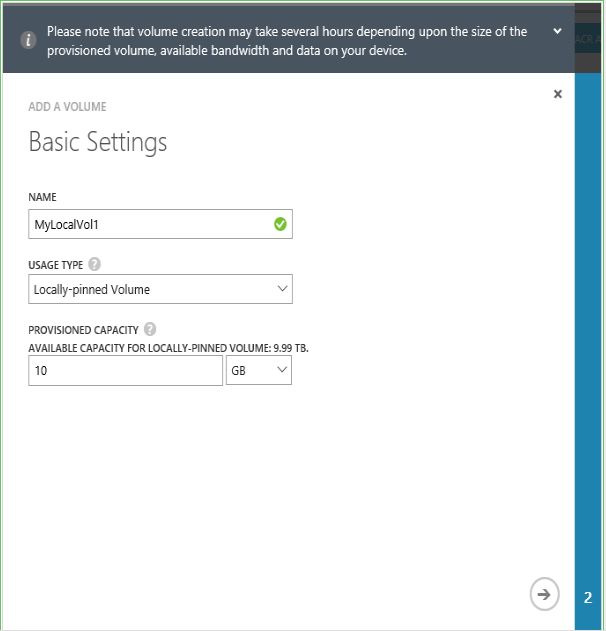 Please note that volume creation may take several hours depending upon the size of the
provisioned volume, available bandwidth and data on your device.
ACR A
ADD A VOLUME
Basic Settings
NAME
MyLocalVol1
USAGE TYPE ?
Locally-pinned Volume
PROVISIONED CAPACITY ?
AVAILABLE CAPACITY FOR LOCALLY-PINNED VOLUME: 9.99 TB.
10 GB
2